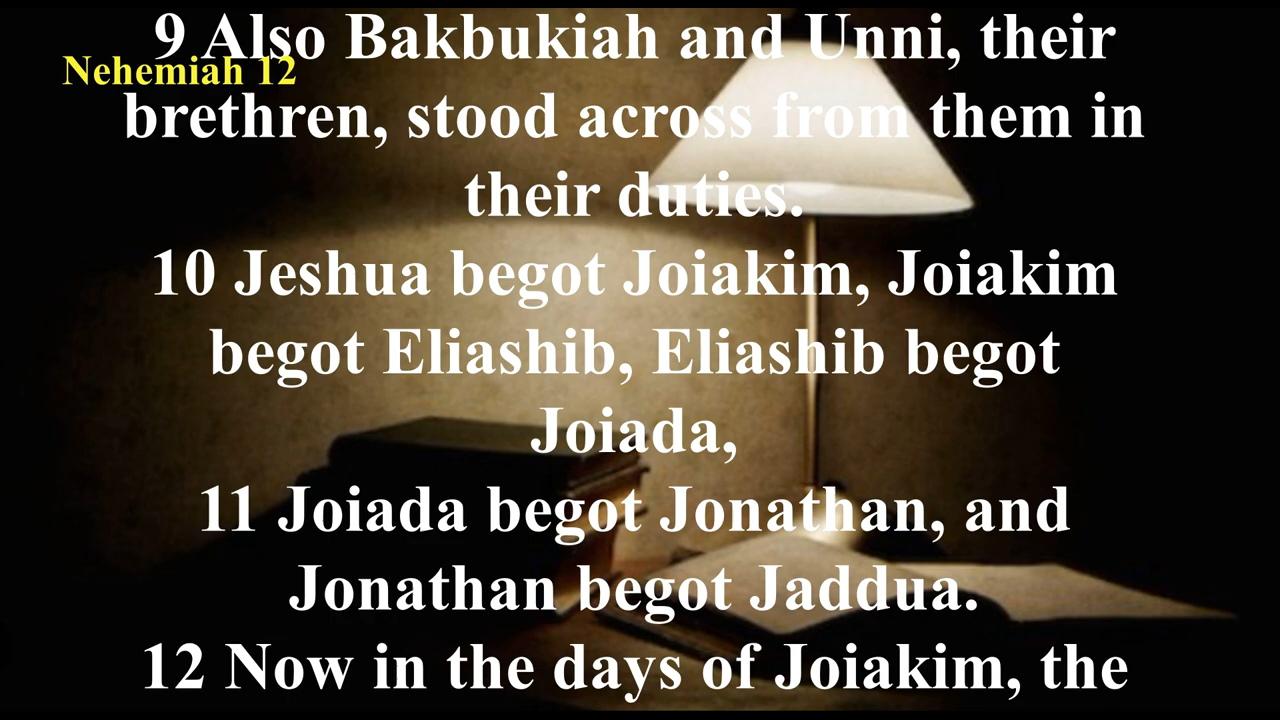 9 Also Bakbukiah and Unni, their
Nehemiah 12
brethren, stood across from them in
their duties.
10 Jeshua begot Joiakim, Joiakim
begot Eliashib, Eliashib begot
Joiada,
11 Joiada begot Jonathan, and
Jonathan begot Jaddua.
12 Now in the days of Joiakim, the